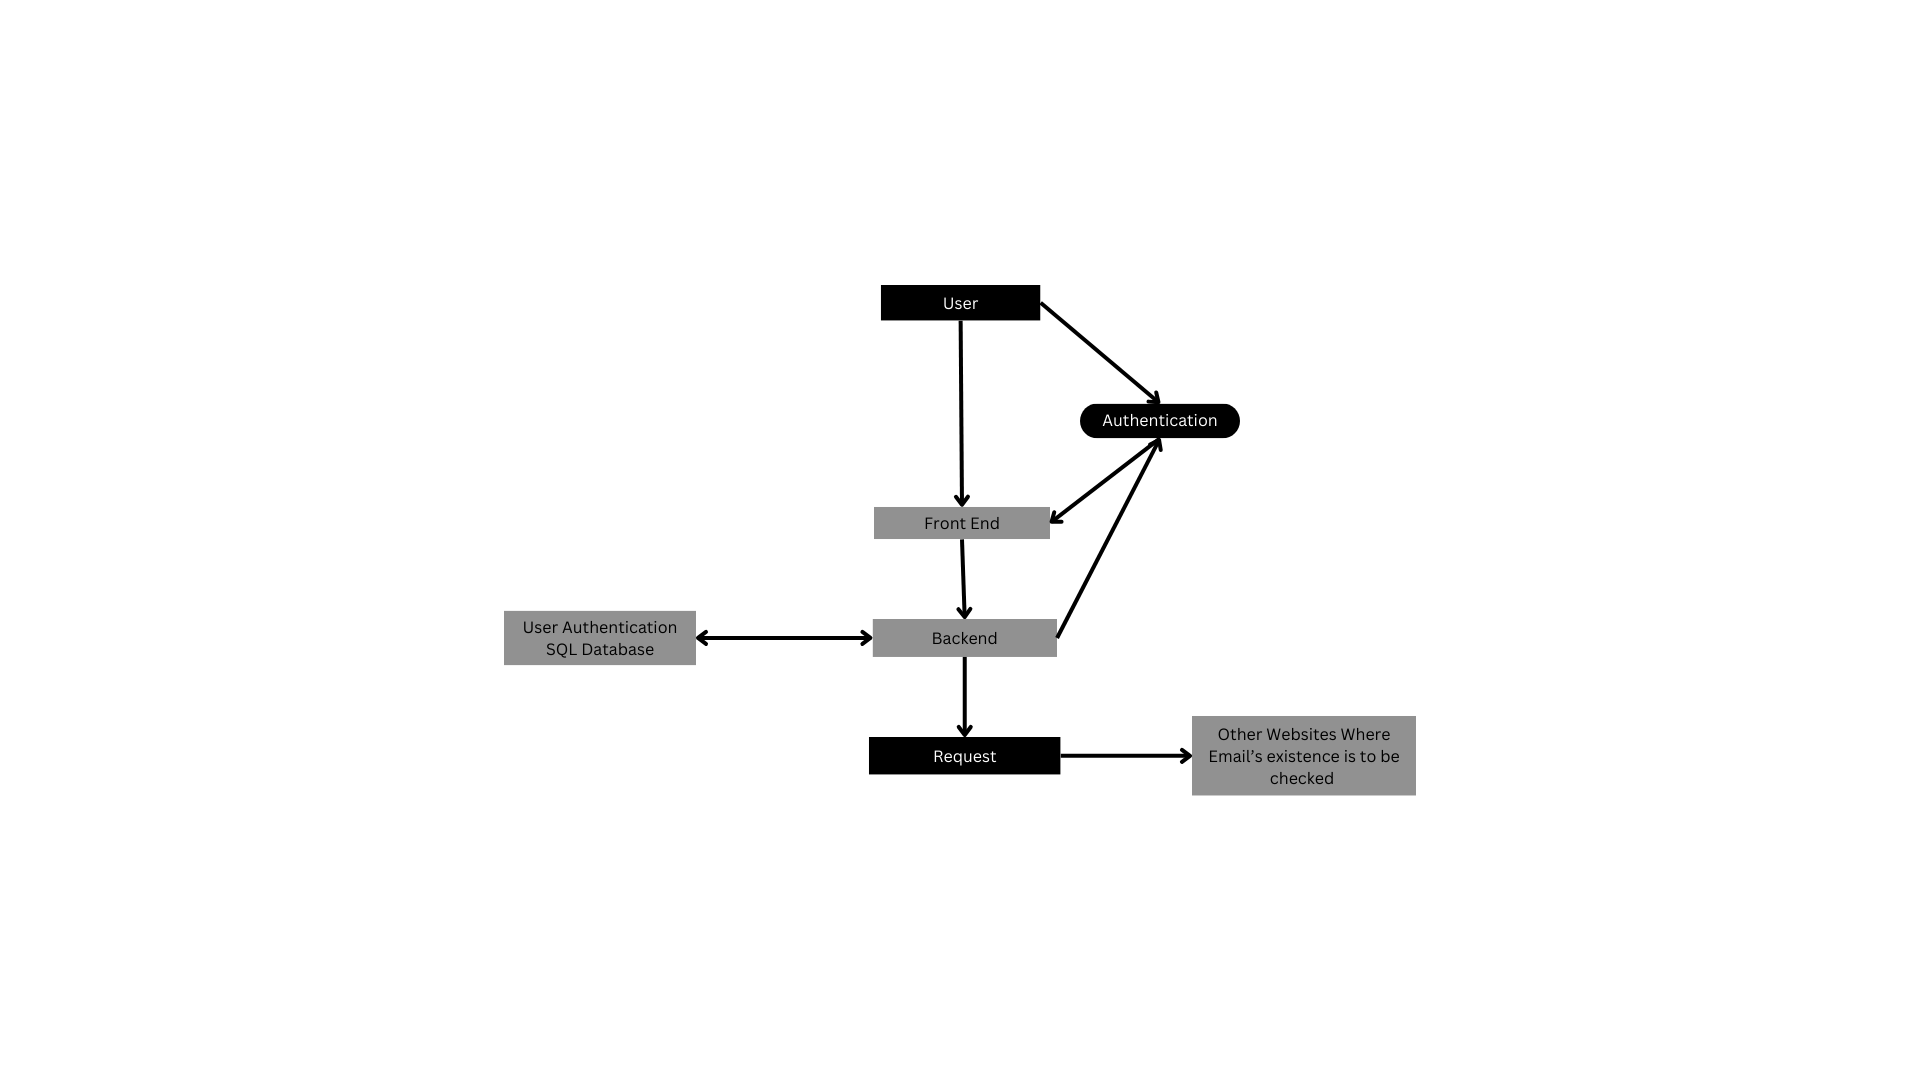 User
Authentication
Front End
User Authentication
SQL Database
Backend
Request
Other Websites Where
Email’s existence is to be
checked